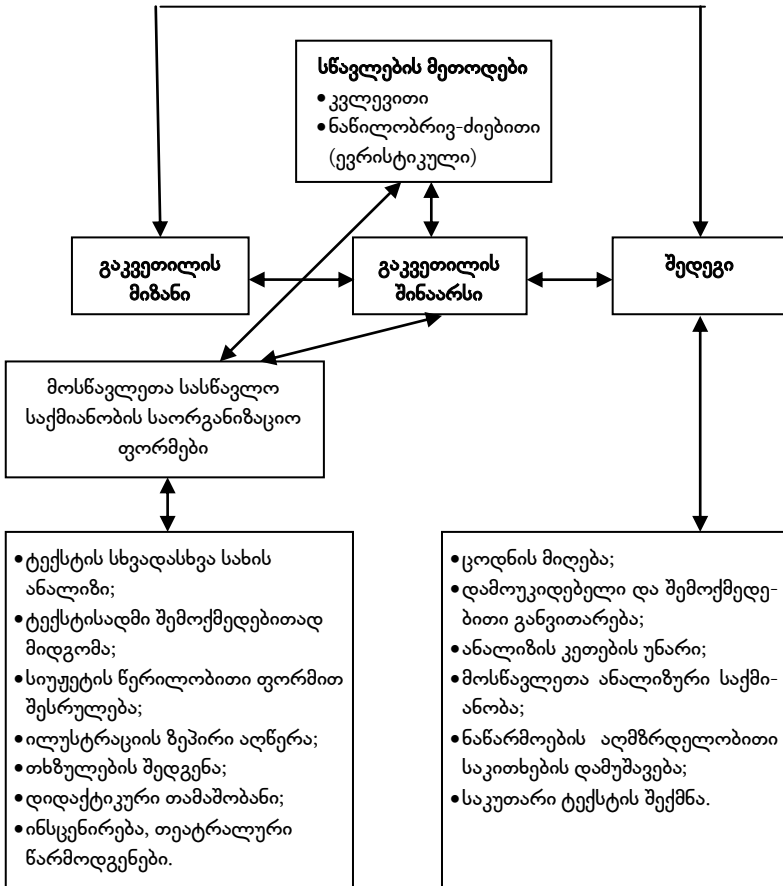 სწავლების მეთოდები
• კვლევითი
• ნაწილობრივ-ძიებითი
(ევრისტიკული)
გაკვეთილის
მიზანი
გაკვეთილის
შინაარსი
შედეგი
მოსწავლეთა სასწავლო
საქმიანობის საორგანიზაციო
ფორმები
• ტექსტის სხვადასხვა სახის
ანალიზი;
• ტექსტისადმი შემოქმედებითად
მიდგომა;
• სიუჟეტის წერილობითი ფორმით
შესრულება;
• ილუსტრაციის ზეპირი აღწერა;
• თხზულების შედგენა;
• დიდაქტიკური თამაშობანი;
• ინსცენირება, თეატრალური
წარმოდგენები.
• ცოდნის მიღება;
• დამოუკიდებელი და შემოქმედე-
ბითი განვითარება;
• ანალიზის კეთების უნარი;
• მოსწავლეთა ანალიზური საქმი-
ანობა;
• ნაწარმოების აღმზრდელობითი
საკითხების დამუშავება;
• საკუთარი ტექსტის შექმნა.